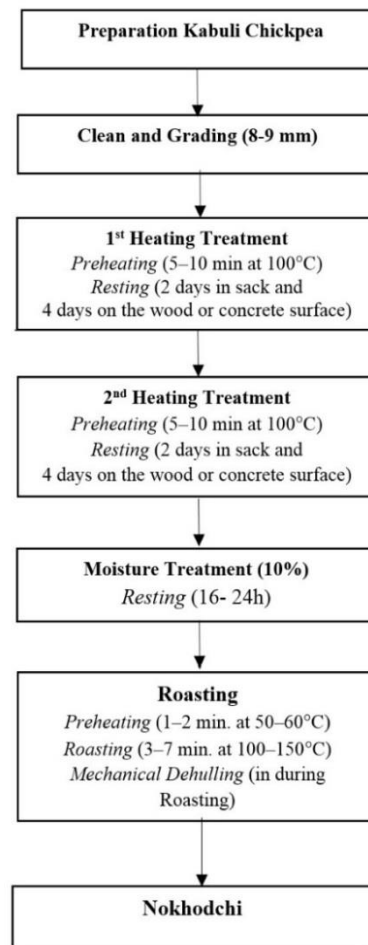 Preparation Kabuli Chickpea
Clean and Grading (8-9 mm)
1st Heating Treatment
Preheating (5–10 min at 100°C)
Resting (2 days in sack and
4 days on the wood or concrete surface)
2nd Heating Treatment
Preheating (5–10 min at 100°C)
Resting (2 days in sack and
4 days on the wood or concrete surface)
Moisture Treatment (10%)
Resting (16- 24h)
Roasting
Preheating (1–2 min. at 50–60°C)
Roasting (3–7 min. at 100–150°C)
Mechanical Dehulling (in during
Roasting)
Nokhodchi